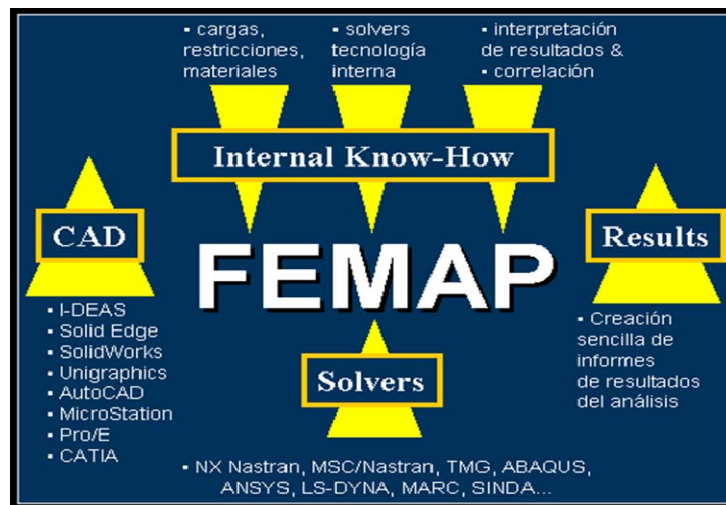 ▪ cargas,
restricciones,
materiales
▪ solvers
tecnología
interna
▪ interpretación
de resultados &
▪ correlación
Internal Know-How
CAD
FEMAP
Results
▪ I-DEAS
▪ Solid Edge
▪ SolidWorks
▪ Unigraphics
▪ AutoCAD
▪ MicroStation
▪ Pro/E
▪ CATIA
Solvers
▪ Creación
sencilla de
informes
de resultados
del análisis
▪ NX Nastran, MSC/Nastran, TMG, ABAQUS,
ANSYS, LS-DYNA, MARC, SINDA...